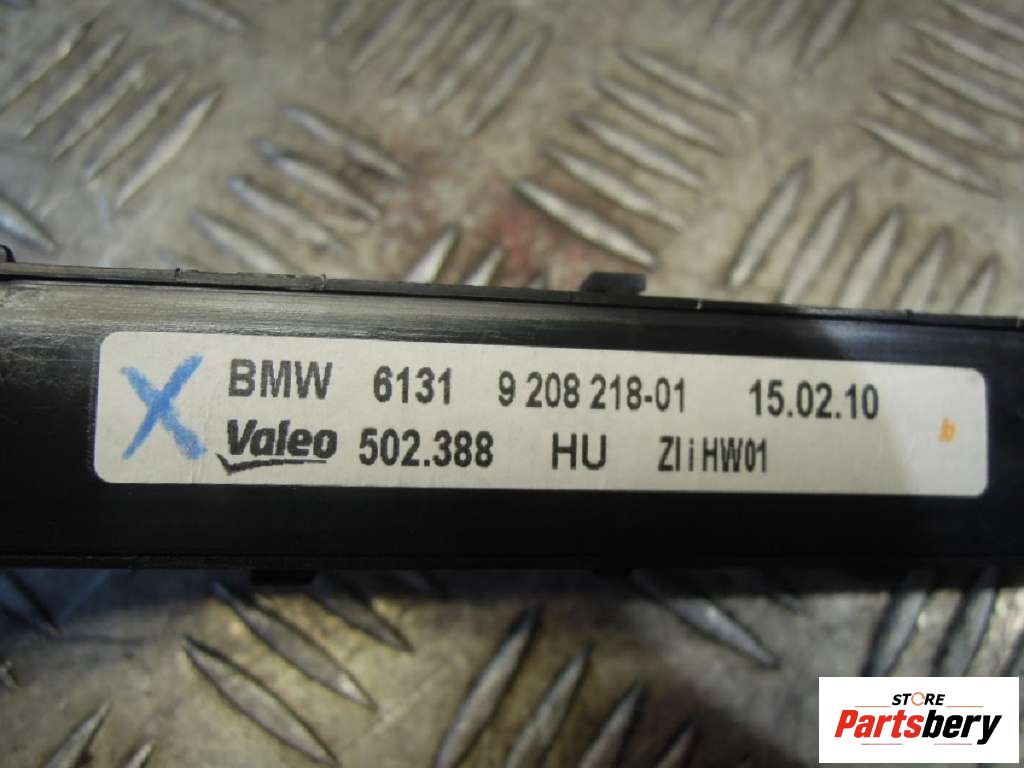 BMW 6131 9 208 218-01 15.02.10
Valeo 502.388 HU ZIiHW01
STORE
Partsbery